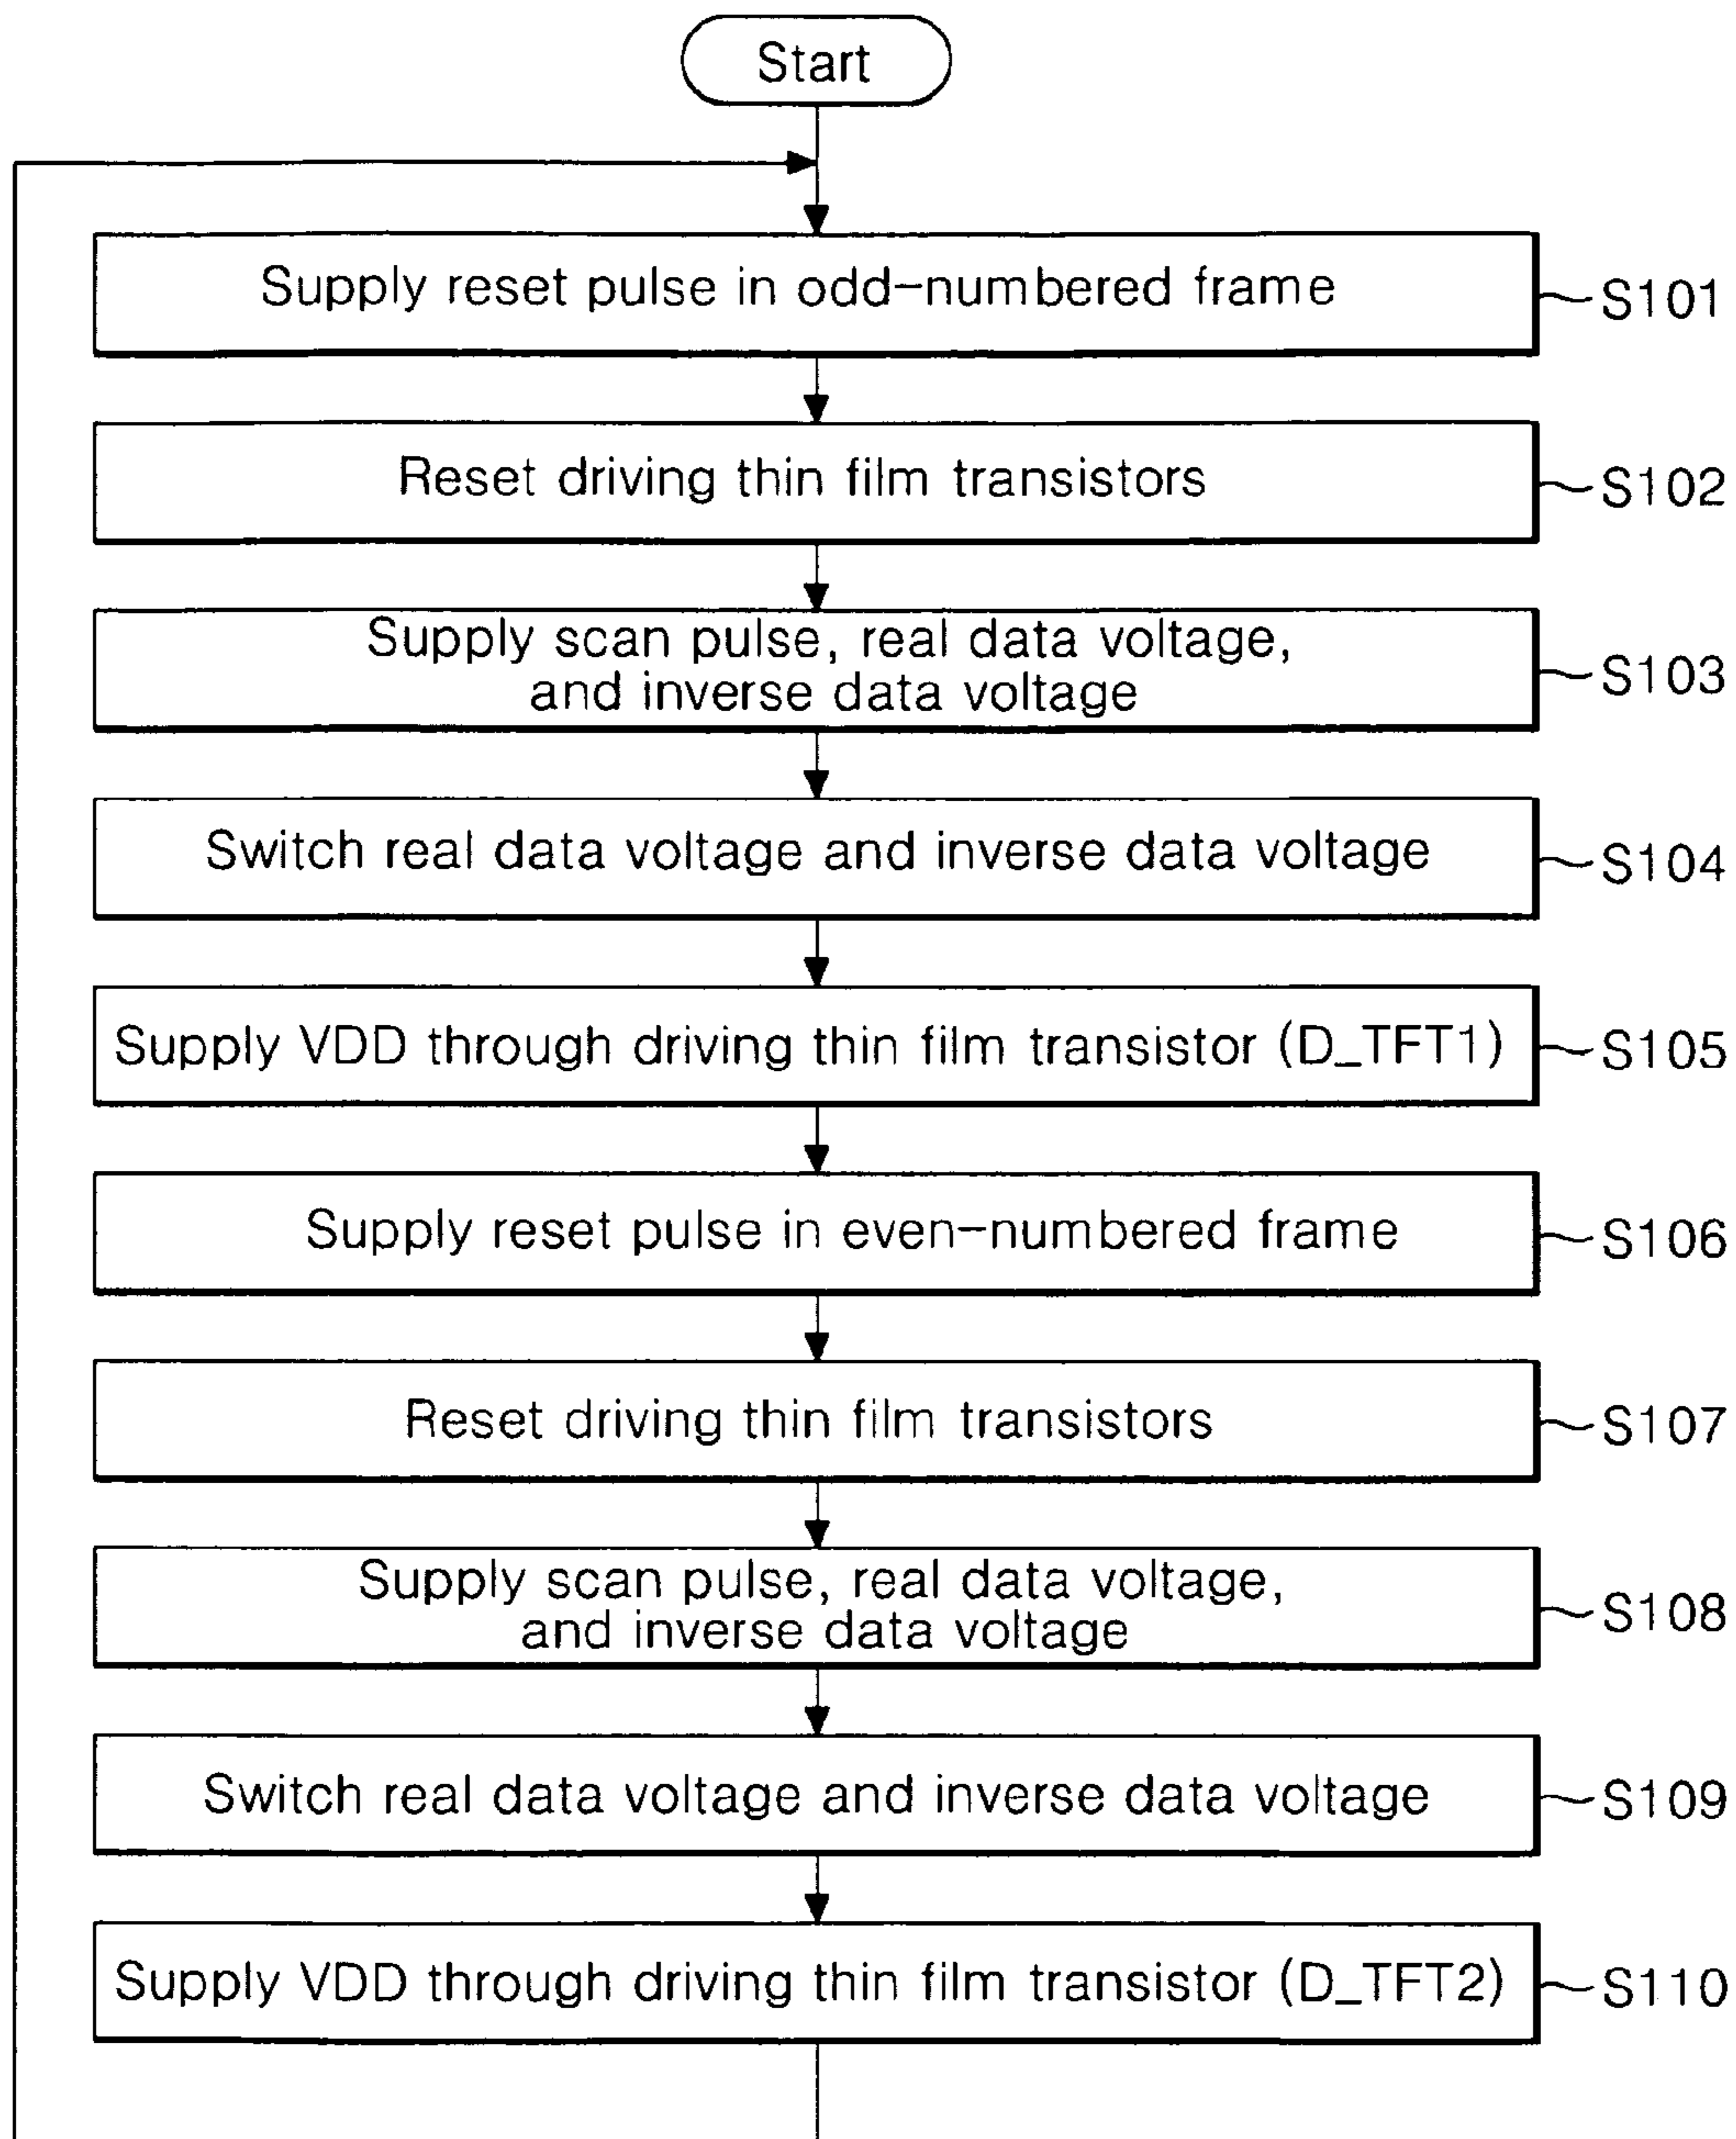 Start
Supply reset pulse in odd-numbered frame
S101
Reset driving thin film transistors
S102
Supply scan pulse, real data voltage,
and inverse data voltage
S103
Switch real data voltage and inverse data voltage
S104
Supply VDD through driving thin film transistor (D_TFT1)
S105
Supply reset pulse in even-numbered frame
S106
Reset driving thin film transistors
S107
Supply scan pulse, real data voltage,
and inverse data voltage
S108
Switch real data voltage and inverse data voltage
S109
Supply VDD through driving thin film transistor (D_TFT2)
S110